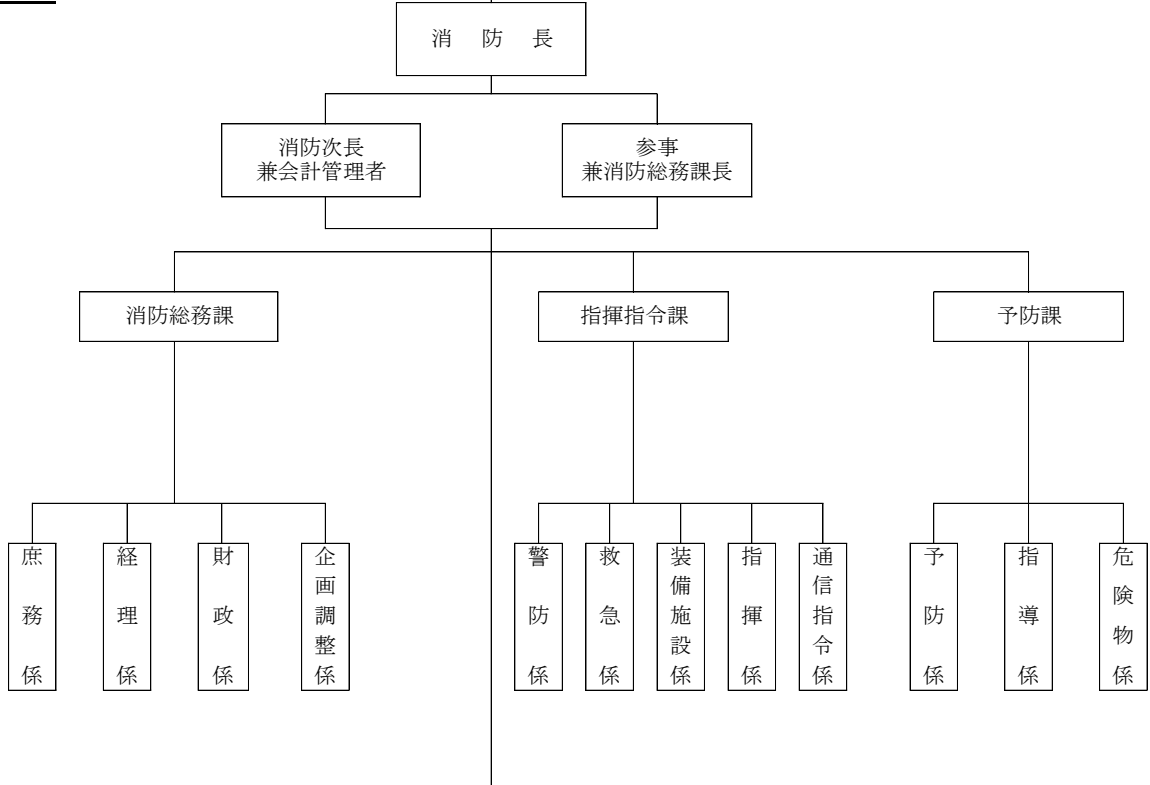 消　防　長
消防次長
兼会計管理者
参事
兼消防総務課長
消防総務課
指揮指令課
予防課
庶務係
経理係
財政係
企画調整係
警防係
救急係
装備施設係
指揮係
通信指令係
予防係
指導係
危険物係